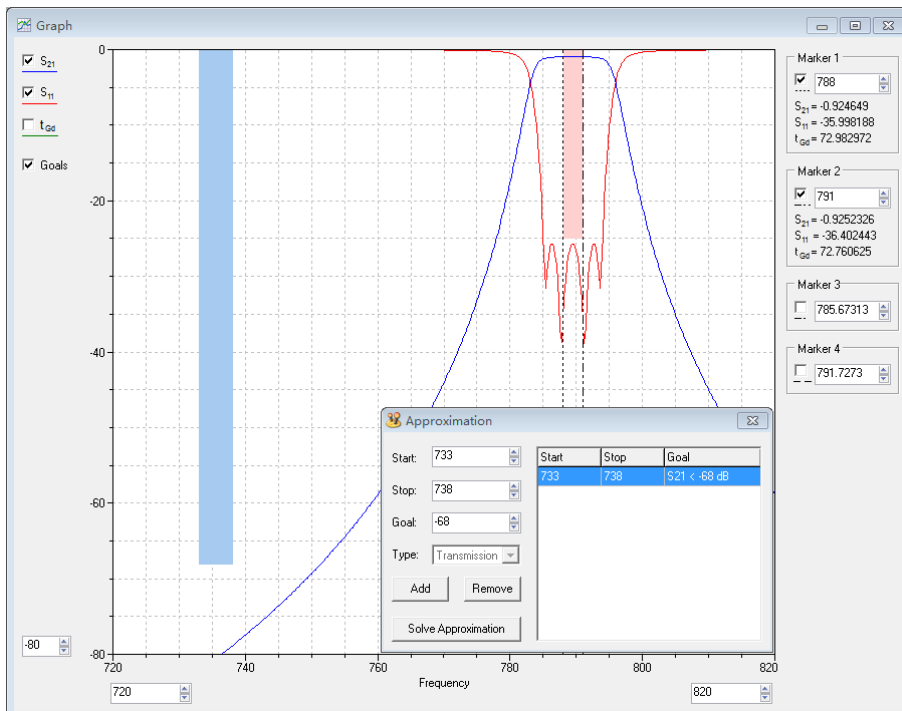 Graph
S21
S11
tGd
Goals
0
-20
-40
-60
-80
-80
720
740
760
780
800
820
Frequency
720
820
Marker 1
788
S21 = -0.924649
S11 = -35.998188
tGd = 72.982972
Marker 2
791
S21 = -0.9252326
S11 = -36.402443
tGd = 72.760625
Marker 3
785.67313
Marker 4
791.7273
Approximation
Start: 733
Stop: 738
Goal: -68
Type: Transmission
Add Remove
Solve Approximation
Start Stop Goal
733 738 S21 < -68 dB